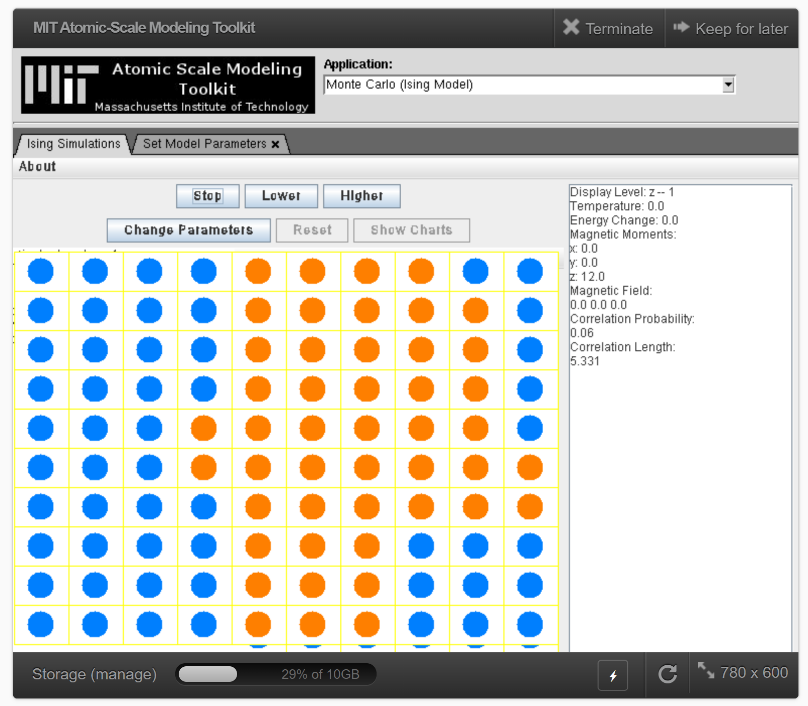 MIT Atomic-Scale Modeling Toolkit
Terminate
Keep for later
Atomic Scale Modeling
Toolkit
Massachusetts Institute of Technology
Application:
Monte Carlo (Ising Model)
Ising Simulations
Set Model Parameters
About
Stop
Lower
Higher
Change Parameters
Reset
Show Charts
Display Level: z -- 1
Temperature: 0.0
Energy Change: 0.0
Magnetic Moments:
x: 0.0
y: 0.0
z: 12.0
Magnetic Field:
0.0 0.0 0.0
Correlation Probability:
0.06
Correlation Length:
5.331
Storage (manage)
29% of 10GB
780 x 600